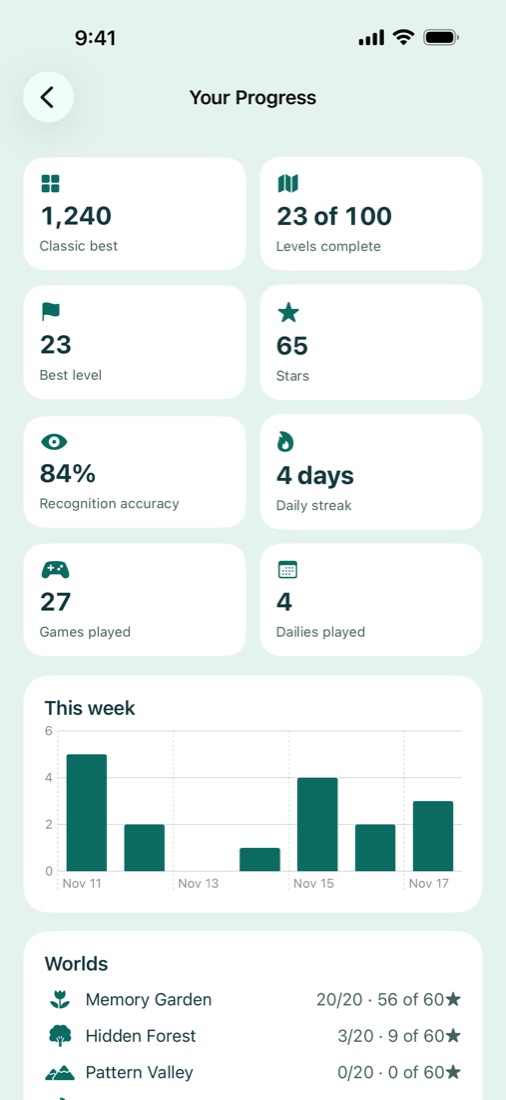 9:41
Your Progress
1,240
Classic best
23 of 100
Levels complete
23
Best level
65
Stars
84%
Recognition accuracy
4 days
Daily streak
27
Games played
4
Dailies played
This week
6
4
2
0
Nov 11
Nov 13
Nov 15
Nov 17
Worlds
Memory Garden 20/20 · 56 of 60★
Hidden Forest 3/20 · 9 of 60★
Pattern Valley 0/20 · 0 of 60★